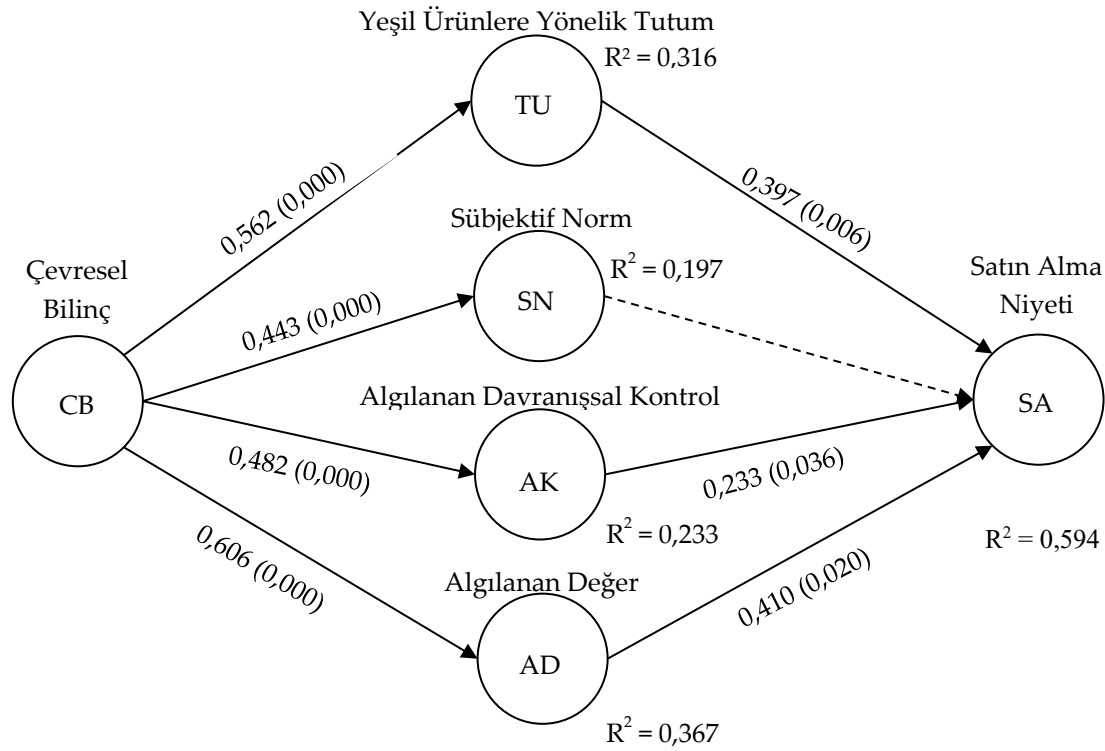 Yeşil Ürünlere Yönelik Tutum
R² = 0,316
TU
0,562 (0,000)
0,397 (0,006)
Sübjektif Norm
R² = 0,197
SN
Çevresel
Bilinç
CB
0,443 (0,000)
Satın Alma
Niyeti
SA
Algılanan Davranışsal Kontrol
0,482 (0,000)
AK
0,233 (0,036)
R² = 0,233
R² = 0,594
0,606 (0,000)
Algılanan Değer
0,410 (0,020)
AD
R² = 0,367